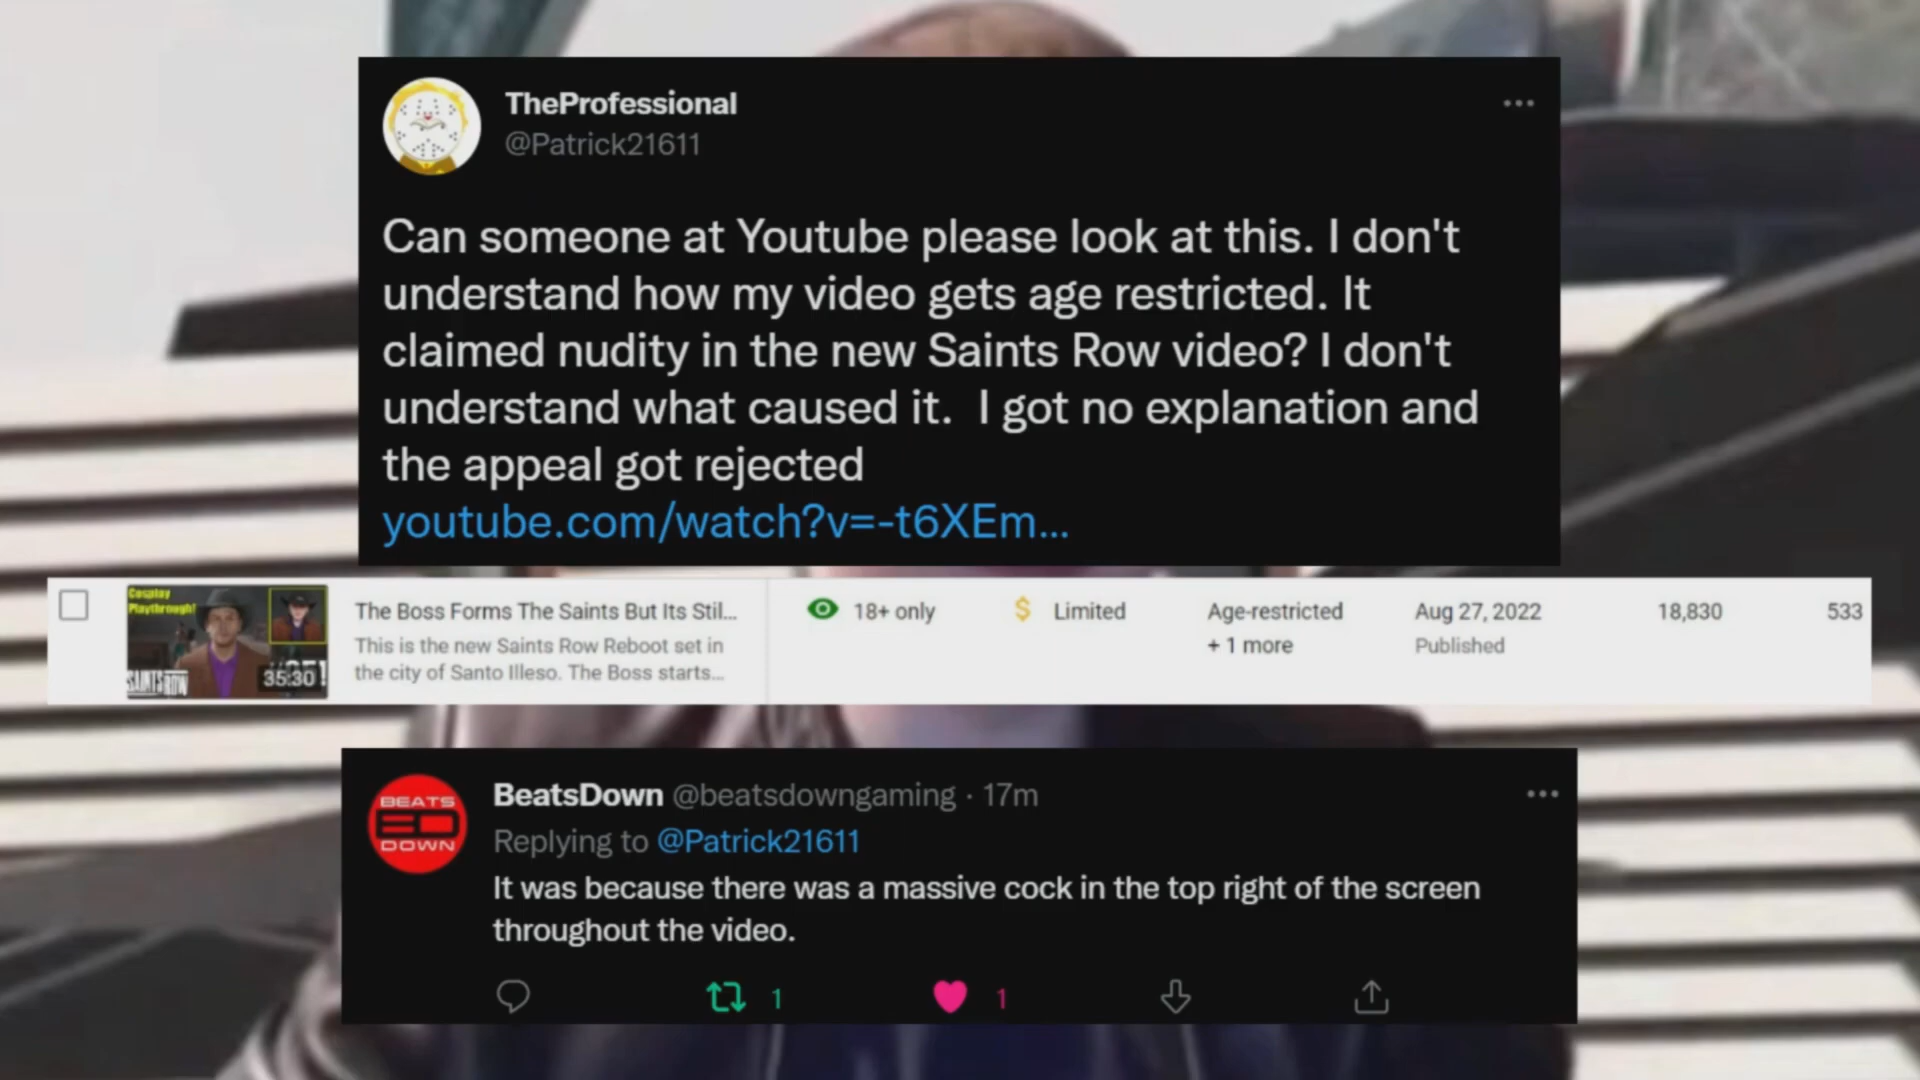 TheProfessional
@Patrick21611
Can someone at Youtube please look at this. I don't
understand how my video gets age restricted. It
claimed nudity in the new Saints Row video? I don't
understand what caused it.  I got no explanation and
the appeal got rejected
youtube.com/watch?v=-t6XEm...
Cosplay
Playthrough!
SAINTS ROW
35:30
The Boss Forms The Saints But Its Stil...
This is the new Saints Row Reboot set in
the city of Santo Illeso. The Boss starts...
18+ only
Limited
Age-restricted
+ 1 more
Aug 27, 2022
Published
18,830
533
BEATS
DOWN
BeatsDown @beatsdowngaming · 17m
Replying to @Patrick21611
It was because there was a massive cock in the top right of the screen
throughout the video.
1
1